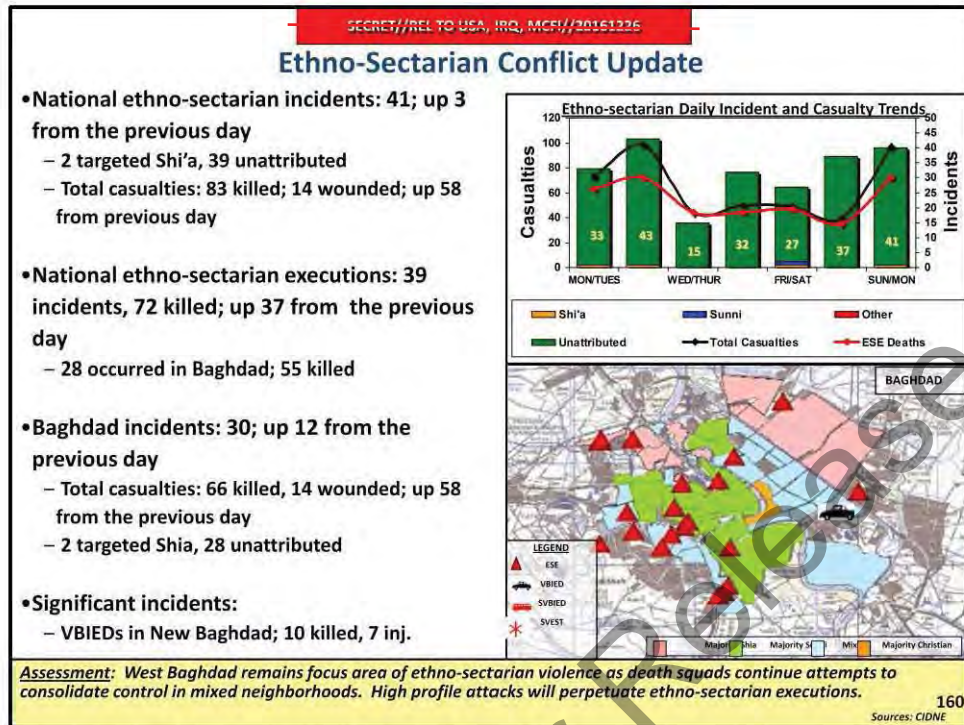 SECRET//REL TO USA, IRQ, MCFI//20161226
Ethno-Sectarian Conflict Update
•National ethno-sectarian incidents: 41; up 3
from the previous day
– 2 targeted Shi’a, 39 unattributed
– Total casualties: 83 killed; 14 wounded; up 58
from previous day
•National ethno-sectarian executions: 39
incidents, 72 killed; up 37 from the previous
day
– 28 occurred in Baghdad; 55 killed
•Baghdad incidents: 30; up 12 from the
previous day
– Total casualties: 66 killed, 14 wounded; up 58
from the previous day
– 2 targeted Shia, 28 unattributed
•Significant incidents:
– VBIEDs in New Baghdad; 10 killed, 7 inj.
Ethno-sectarian Daily Incident and Casualty Trends
120
100
80
60
40
20
0
Casualties
50
45
40
35
30
25
20
15
10
5
0
Incidents
33
43
15
32
27
37
41
MON/TUES
WED/THUR
FRI/SAT
SUN/MON
Shi'a
Sunni
Other
Unattributed
Total Casualties
ESE Deaths
BAGHDAD
LEGEND
ESE
VBIED
SVBIED
SVEST
Majority Shia
Majority
Majority Christian
Release
Assessment: West Baghdad remains focus area of ethno-sectarian violence as death squads continue attempts to
consolidate control in mixed neighborhoods. High profile attacks will perpetuate ethno-sectarian executions.
160
Sources: CIDNE